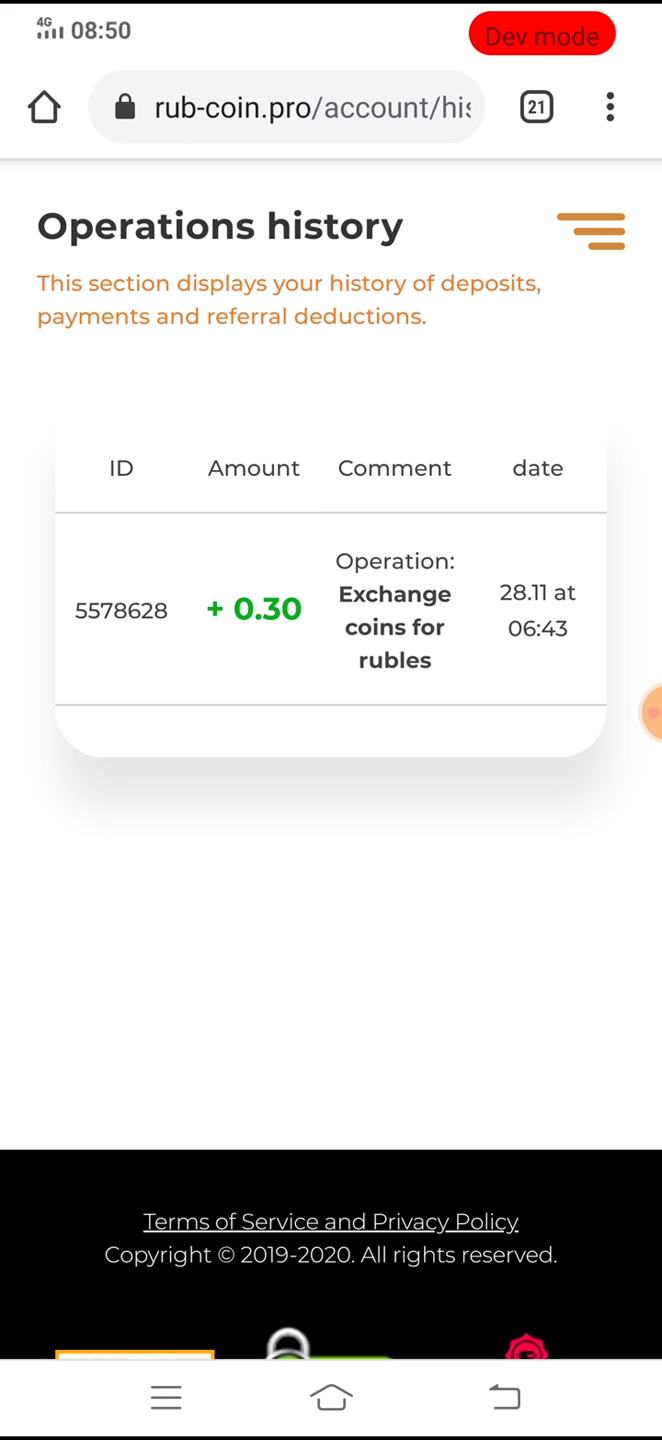 4G 08:50
Dev mode
rub-coin.pro/account/his
21
Operations history
This section displays your history of deposits,
payments and referral deductions.
ID Amount Comment date
5578628 + 0.30 Operation: 28.11 at
Exchange 06:43
coins for
rubles
Terms of Service and Privacy Policy
Copyright © 2019-2020. All rights reserved.